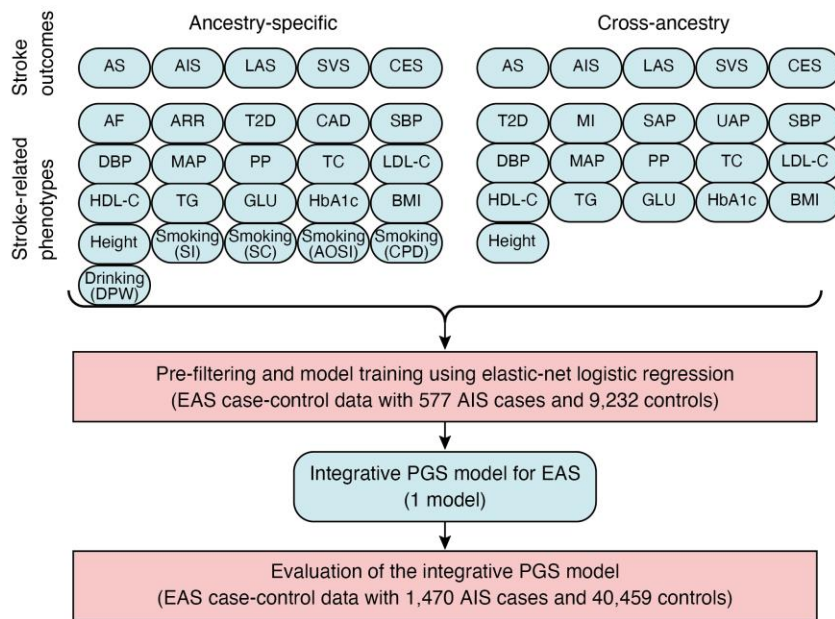 Ancestry-specific
Cross-ancestry
Stroke outcomes
AS AIS LAS SVS CES
AS AIS LAS SVS CES
Stroke-related phenotypes
AF ARR T2D CAD SBP
T2D MI SAP UAP SBP
DBP MAP PP TC LDL-C
DBP MAP PP TC LDL-C
HDL-C TG GLU HbA1c BMI
HDL-C TG GLU HbA1c BMI
Height Smoking (SI) Smoking (SC) Smoking (AOSI) Smoking (CPD)
Height
Drinking
(DPW)
Pre-filtering and model training using elastic-net logistic regression
(EAS case-control data with 577 AIS cases and 9,232 controls)
Integrative PGS model for EAS
(1 model)
Evaluation of the integrative PGS model
(EAS case-control data with 1,470 AIS cases and 40,459 controls)